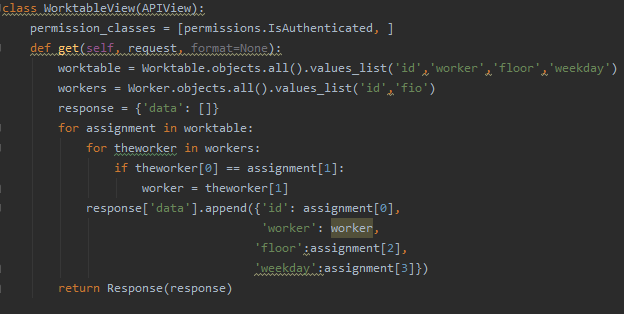 class WorktableView(APIView):
    permission_classes = [permissions.IsAuthenticated, ]
    def get(self, request, format=None):
        worktable = Worktable.objects.all().values_list('id','worker','floor','weekday')
        workers = Worker.objects.all().values_list('id','fio')
        response = {'data': []}
        for assignment in worktable:
            for theworker in workers:
                if theworker[0] == assignment[1]:
                    worker = theworker[1]
            response['data'].append({'id': assignment[0],
                                     'worker': worker,
                                    'floor':assignment[2],
                                    'weekday':assignment[3]})
        return Response(response)